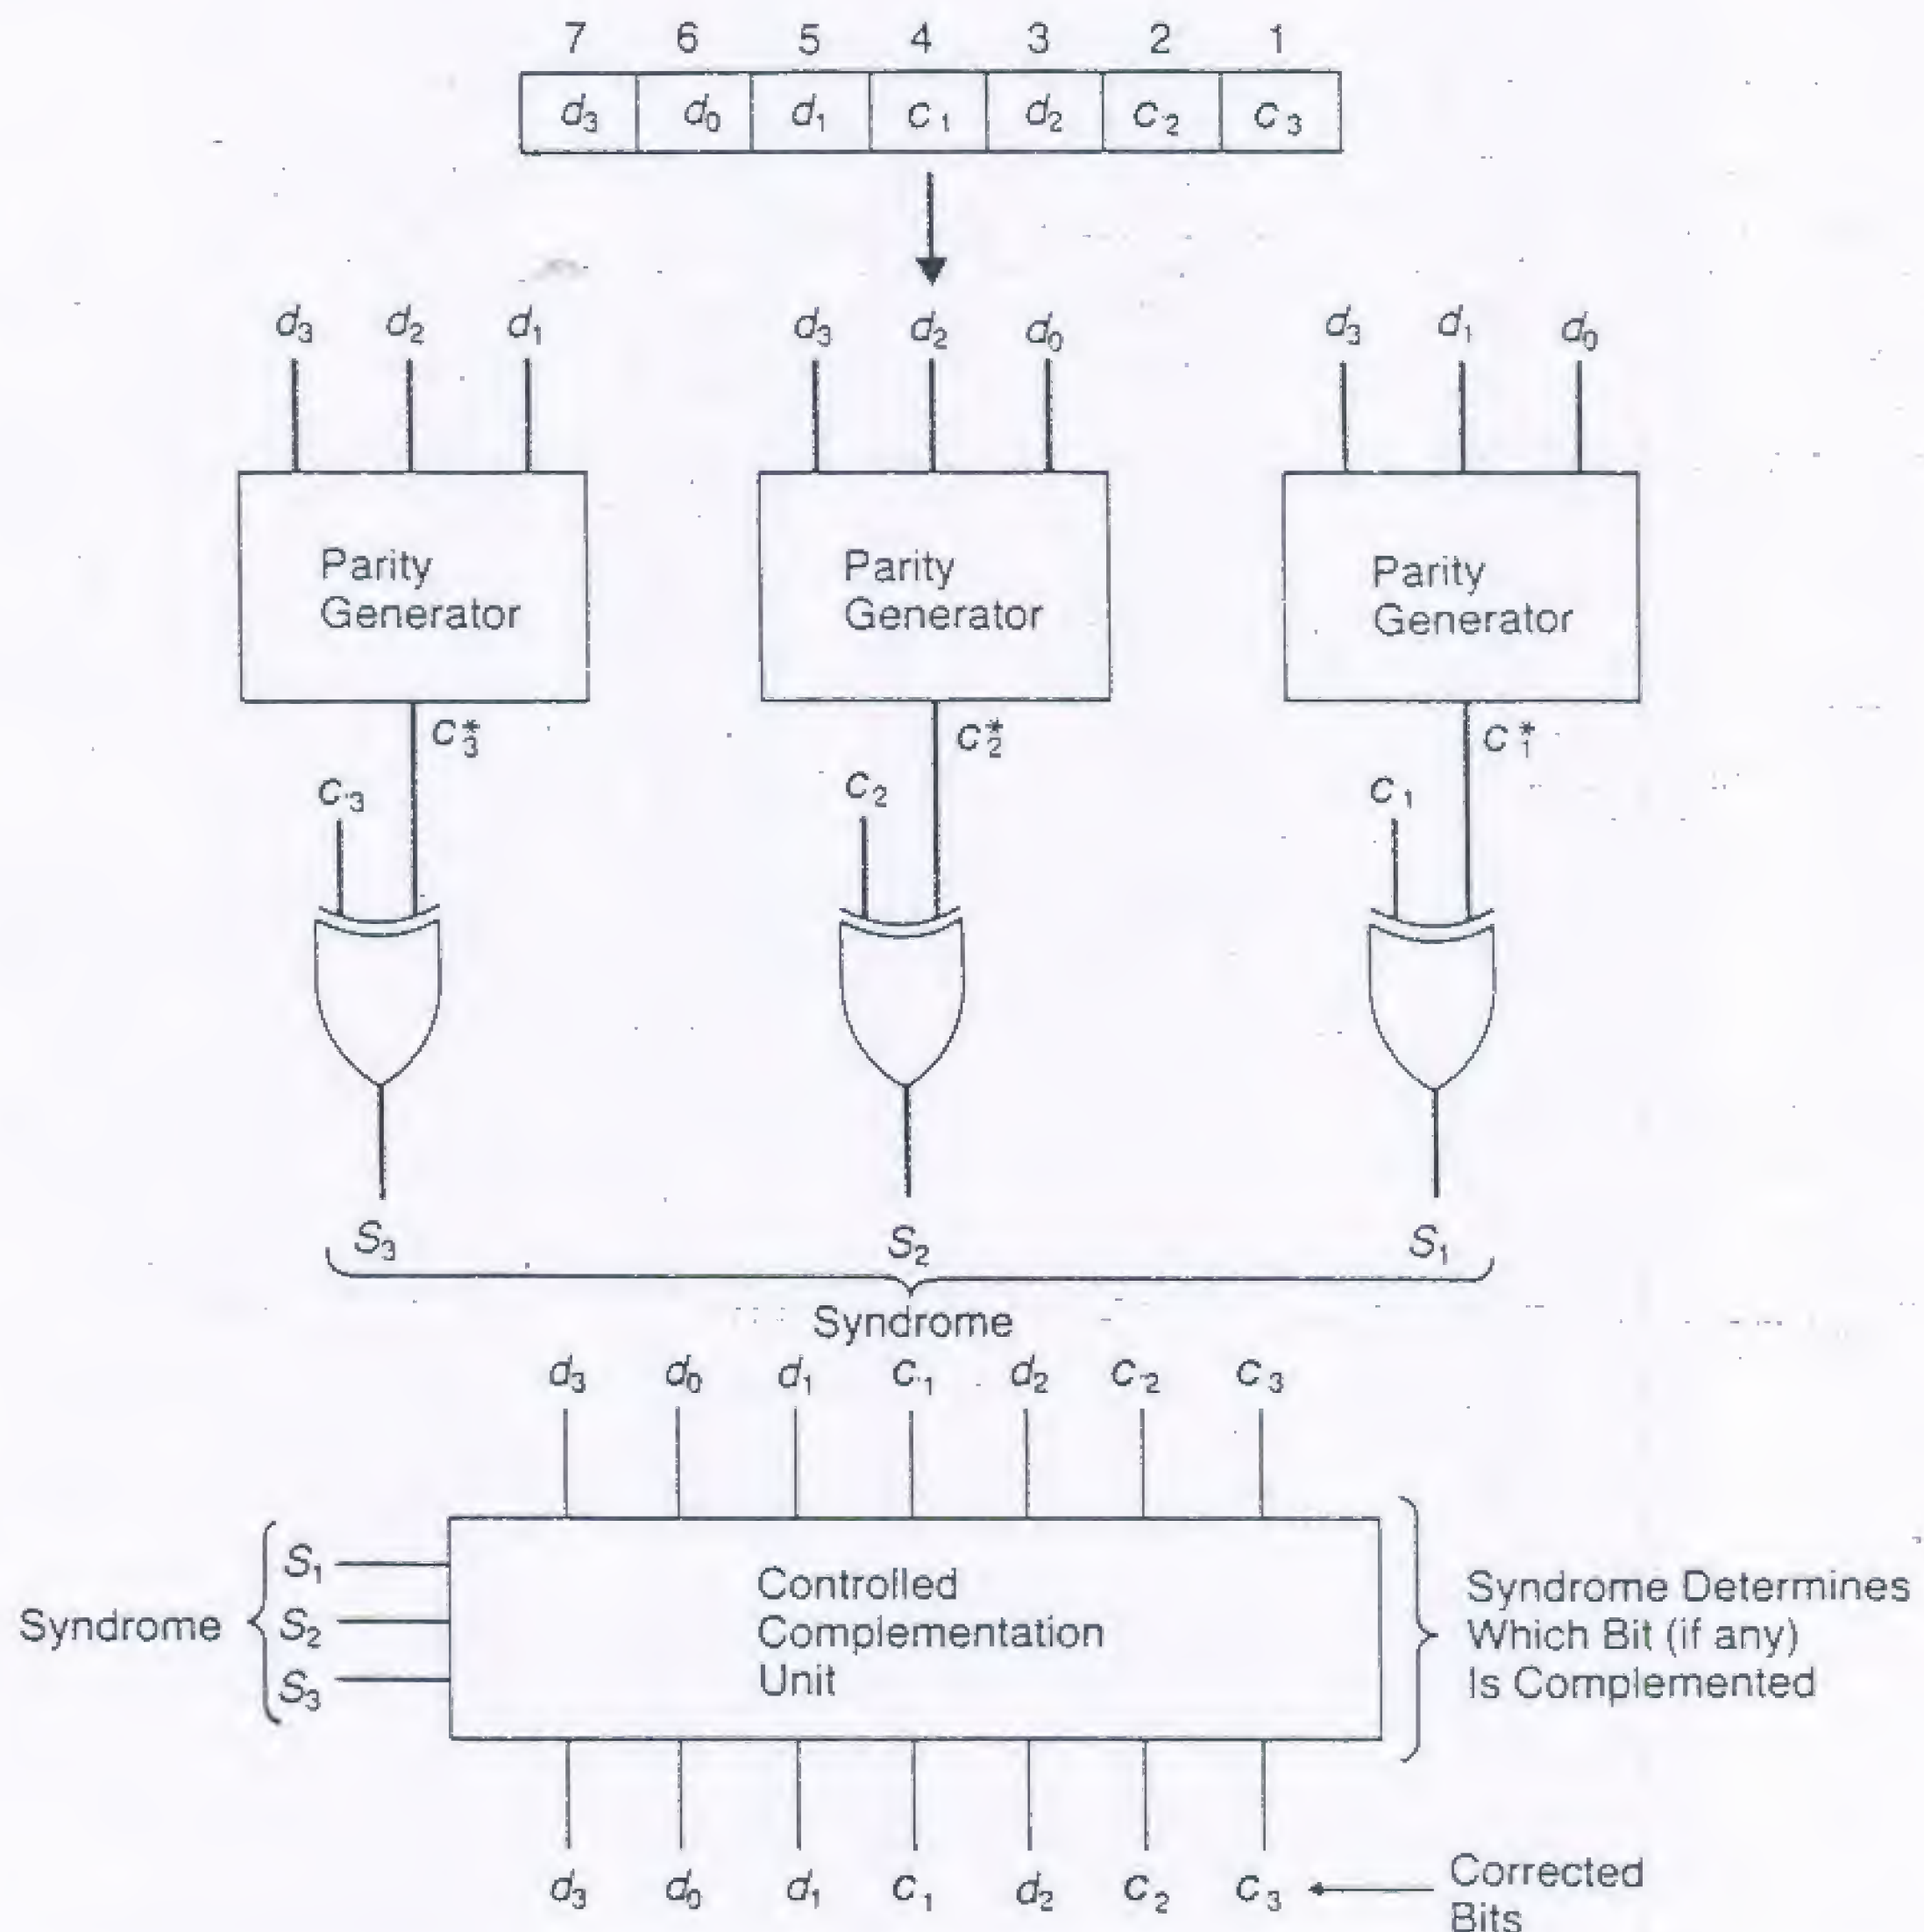 7 6 5 4 3 2 1
d3 d0 d1 c1 d2 c2 c3
d3 d2 d1 d3 d2 d0 d3 d1 d0
Parity Generator
Parity Generator
Parity Generator
c3* c2* c1*
c3 c2 c1
S3 S2 S1
Syndrome
d3 d0 d1 c1 d2 c2 c3
Syndrome
S1
S2
S3
Controlled
Complementation
Unit
Syndrome Determines
Which Bit (if any)
Is Complemented
d3 d0 d1 c1 d2 c2 c3
Corrected
Bits